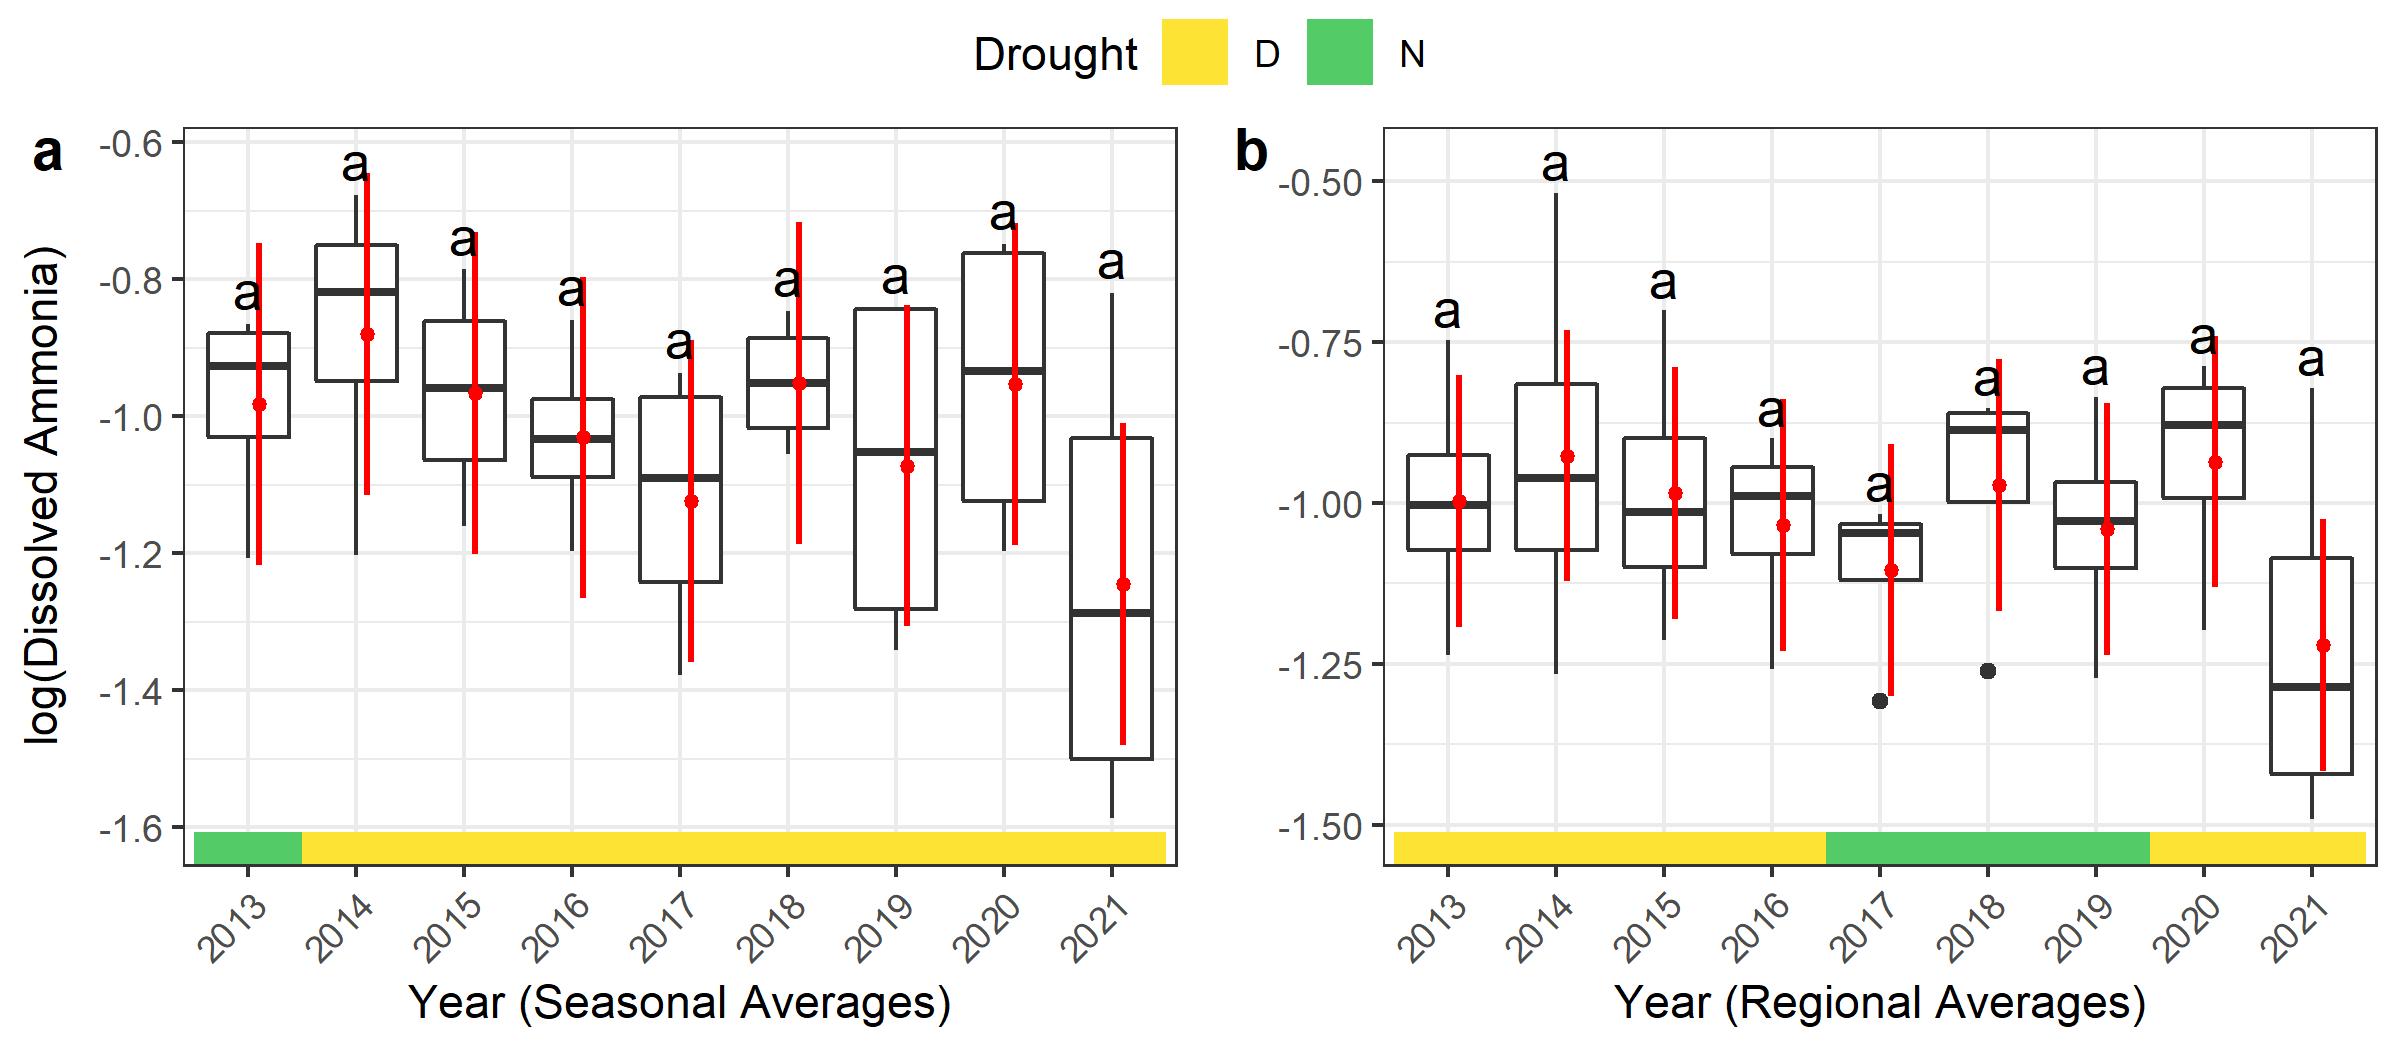 Drought D N
a
log(Dissolved Ammonia)
-0.6
-0.8
-1.0
-1.2
-1.4
-1.6
a a a a a a a a a
2013 2014 2015 2016 2017 2018 2019 2020 2021
Year (Seasonal Averages)
b
-0.50
-0.75
-1.00
-1.25
-1.50
a a a a a a a a a
2013 2014 2015 2016 2017 2018 2019 2020 2021
Year (Regional Averages)